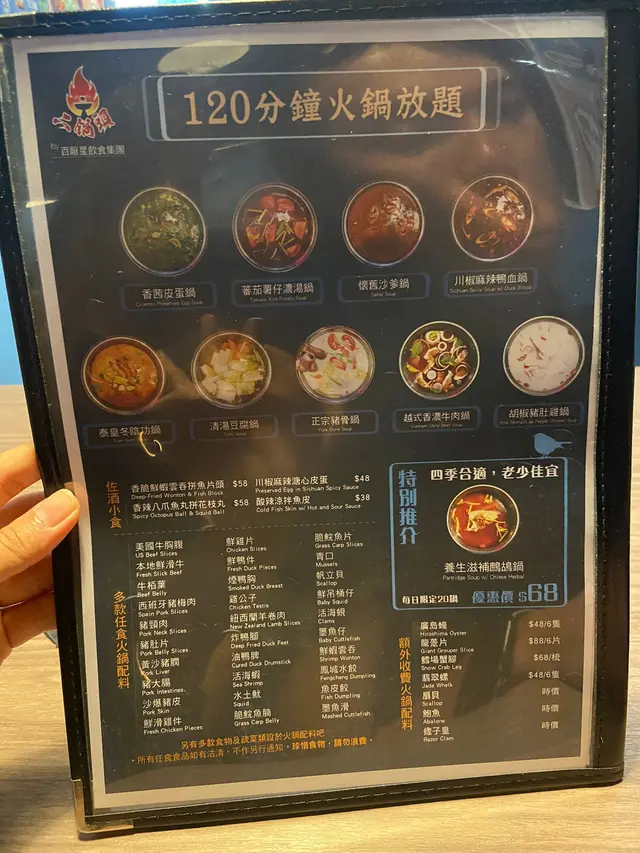 120分鐘火鍋放題
by 百厭星飲食集團
香茜皮蛋鍋
Cilantro Preserved Egg Soup
蕃茄薯仔濃湯鍋
Tomato And Potato Soup
懷舊沙爹鍋
Satay Soup
川椒麻辣鴨血鍋
Sichuan Spicy Soup w/ Duck Blood
泰皇冬陰功鍋
清湯豆腐鍋
Tofu Soup
正宗豬骨鍋
Pork Bone Soup
越式香濃牛肉鍋
Vietnam Style Beef Soup
胡椒豬肚雞鍋
佐酒小食
香脆鮮蝦雲吞拼魚片頭 $58
Deep-Fried Wonton & Fish Block
香辣八爪魚丸拼花枝丸 $58
Spicy Octopus Ball & Squid Ball
川椒麻辣溏心皮蛋 $48
Preserved Egg in Sichuan Spicy Sauce
酸辣涼拌魚皮 $38
Cold Fish Skin w/ Hot and Sour Sauce
多款任食火鍋配料
美國牛胸腹
US Beef Slices
本地鮮滑牛
Fresh Slick Beef
牛栢葉
Beef Belly
西班牙豬梅肉
Spain Pork Slices
豬頸肉
Pork Neck Slices
豬腩片
Pork Belly Slices
黃沙豬膶
Pork Liver
豬大腸
Pork Intestines
沙爆豬皮
Pork Skin
鮮滑雞件
Fresh Chicken Pieces
鮮雞片
Chicken Slices
鮮鴨件
Fresh Duck Pieces
煙鴨胸
Smoked Duck Breast
雞公子
Chicken Testis
紐西蘭羊卷肉
New Zealand Lamb Slices
炸鴨腳
Deep Fried Duck Feet
油鴨髀
Cured Duck Drumstick
活海蝦
Sea Shrimp
水土魷
Squid
脆鯇魚腩
Grass Carp Belly
脆鯇魚片
Grass Carp Slices
青口
Mussels
帆立貝
Scallop
鮮吊桶仔
Baby Squid
活海蜆
Clams
墨魚仔
Baby Cuttlefish
鮮蝦雲吞
Shrimp Wonton
鳳城水餃
Fengcheng Dumpling
魚皮餃
Fish Dumpling
墨魚滑
Mashed Cuttlefish
特別推介
四季合適，老少佳宜
養生滋補鷓鴣鍋
Partridge Soup w/ Chinese Herbal
每日限定20鍋 優惠價 $68
額外收費火鍋配料
廣島蠔 $48/6隻
Hiroshima Oyster
龍躉片 $88/6片
Giant Grouper Slice
鱈場蟹腳 $68/梳
Snow Crab Leg
翡翠螺 $48/6隻
Jade Whelk
扇貝 時價
Scallop
鮑魚 時價
Abalone
蟶子皇 時價
Razor Clam
另有多款食物及蔬菜類設於火鍋配料吧
・所有任食食品如有沽清，不作另行通知・珍惜食物，請勿浪費・